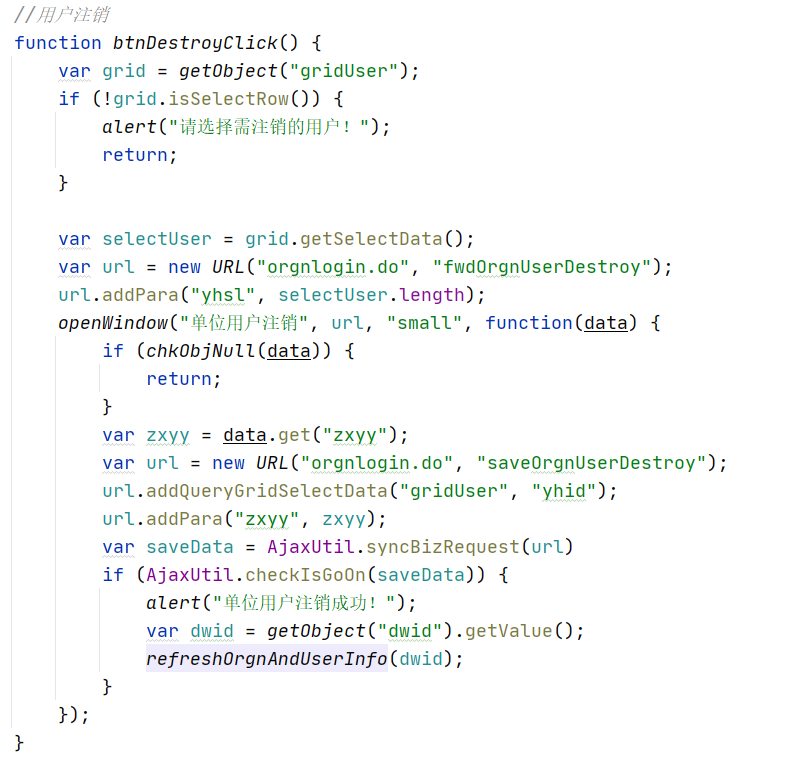 //用户注销
function btnDestroyClick() {
    var grid = getObject("gridUser");
    if (!grid.isSelectRow()) {
        alert("请选择需注销的用户！");
        return;
    }

    var selectUser = grid.getSelectData();
    var url = new URL("orgnlogin.do", "fwdOrgnUserDestroy");
    url.addPara("yhsl", selectUser.length);
    openWindow("单位用户注销", url, "small", function(data) {
        if (chkObjNull(data)) {
            return;
        }
        var zxyy = data.get("zxyy");
        var url = new URL("orgnlogin.do", "saveOrgnUserDestroy");
        url.addQueryGridSelectData("gridUser", "yhid");
        url.addPara("zxyy", zxyy);
        var saveData = AjaxUtil.syncBizRequest(url)
        if (AjaxUtil.checkIsGoOn(saveData)) {
            alert("单位用户注销成功！");
            var dwid = getObject("dwid").getValue();
            refreshOrgnAndUserInfo(dwid);
        }
    });
}